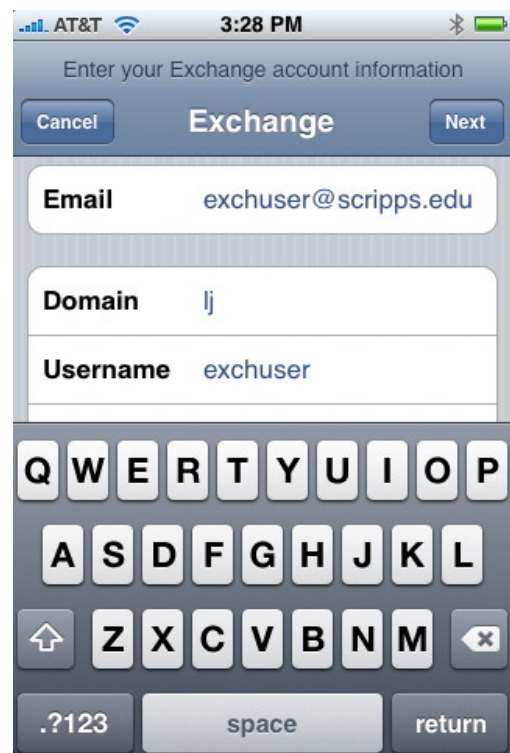 AT&T 3:28 PM
Enter your Exchange account information
Cancel Exchange Next
Email exchuser@scripps.edu
Domain lj
Username exchuser
Q W E R T Y U I O P
A S D F G H J K L
Z X C V B N M
.?123 space return